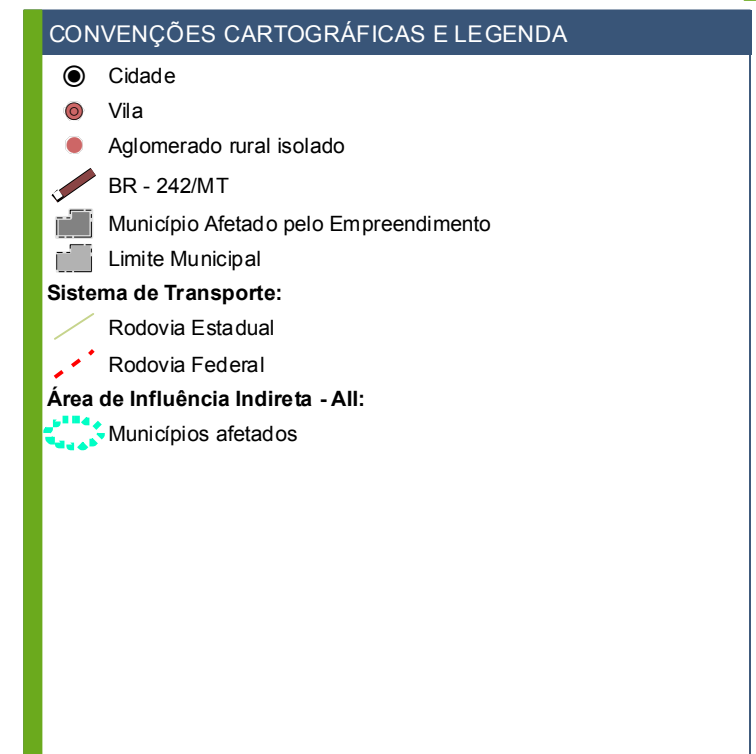 CONVENÇÕES CARTOGRÁFICAS E LEGENDA
Cidade
Vila
Aglomerado rural isolado
BR - 242/MT
Município Afetado pelo Empreendimento
Limite Municipal
Sistema de Transporte:
Rodovia Estadual
Rodovia Federal
Área de Influência Indireta - AII:
Municípios afetados